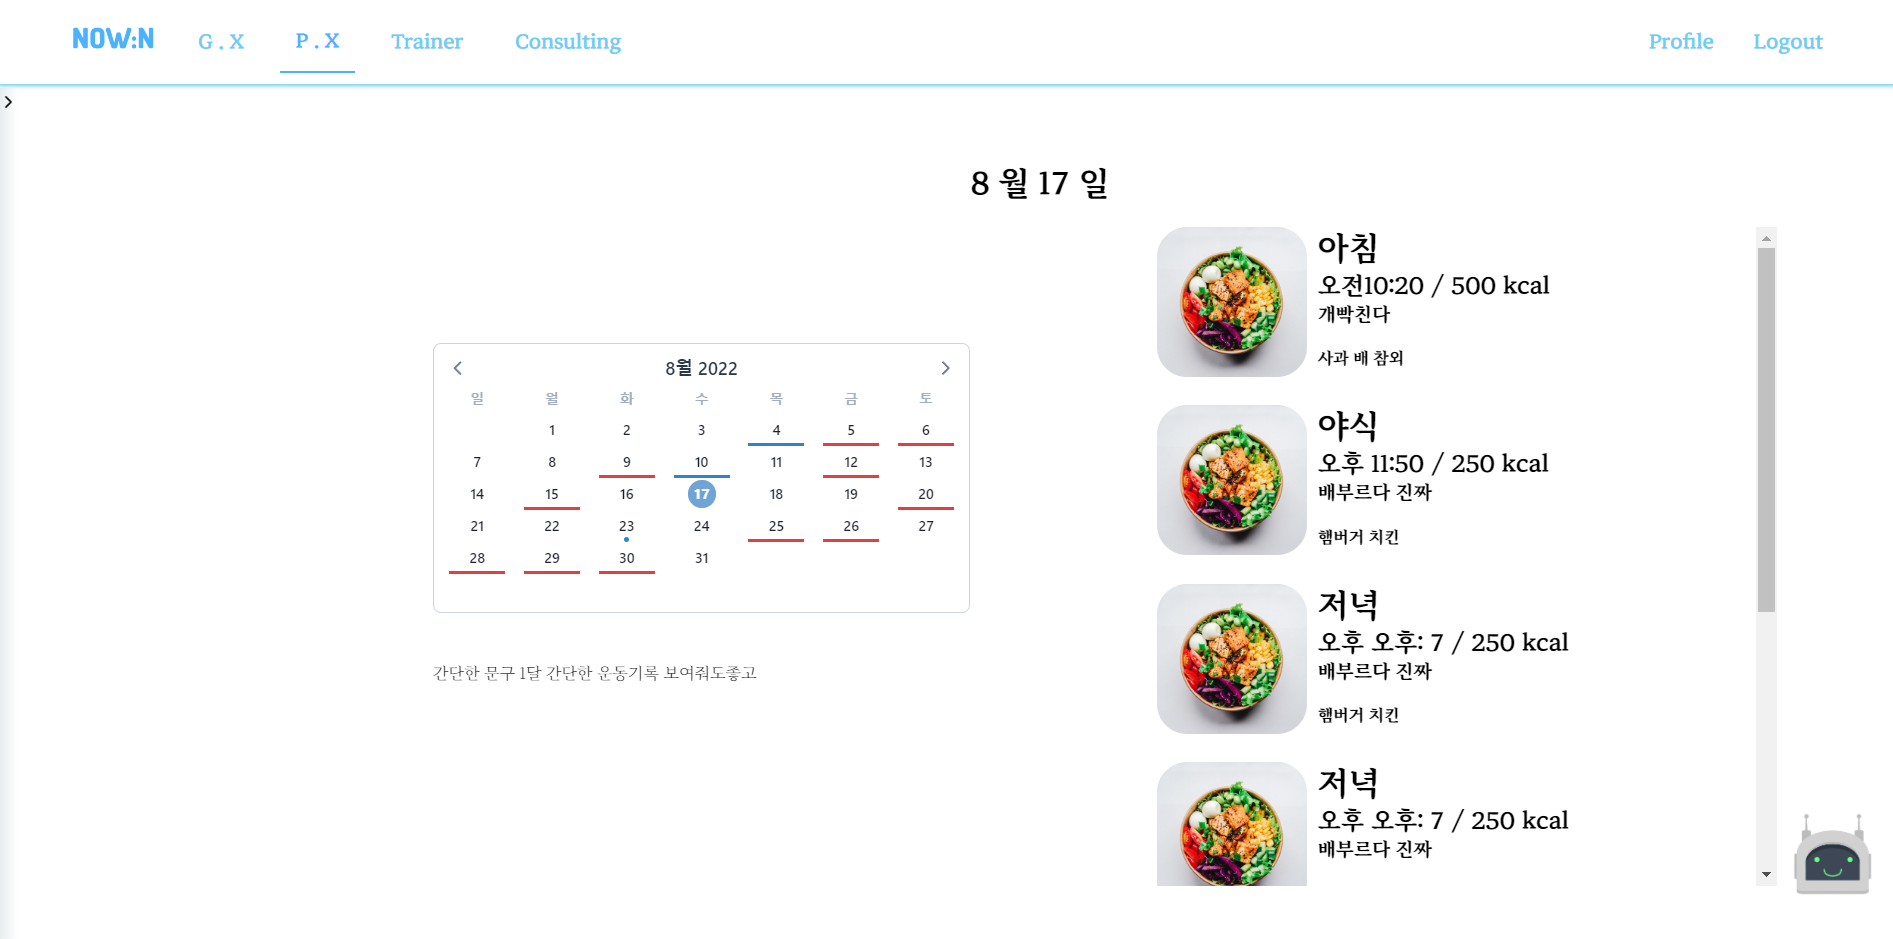 NOW:N
G . X
P . X
Trainer
Consulting
Profile
Logout
8 월 17 일
8월 2022
일 월 화 수 목 금 토
1 2 3 4 5 6
7 8 9 10 11 12 13
14 15 16 17 18 19 20
21 22 23 24 25 26 27
28 29 30 31
간단한 문구 1달 간단한 운동기록 보여줘도좋고
아침
오전10:20 / 500 kcal
개빡친다
사과 배 참외
야식
오후 11:50 / 250 kcal
배부르다 진짜
햄버거 치킨
저녁
오후 오후: 7 / 250 kcal
배부르다 진짜
햄버거 치킨
저녁
오후 오후: 7 / 250 kcal
배부르다 진짜